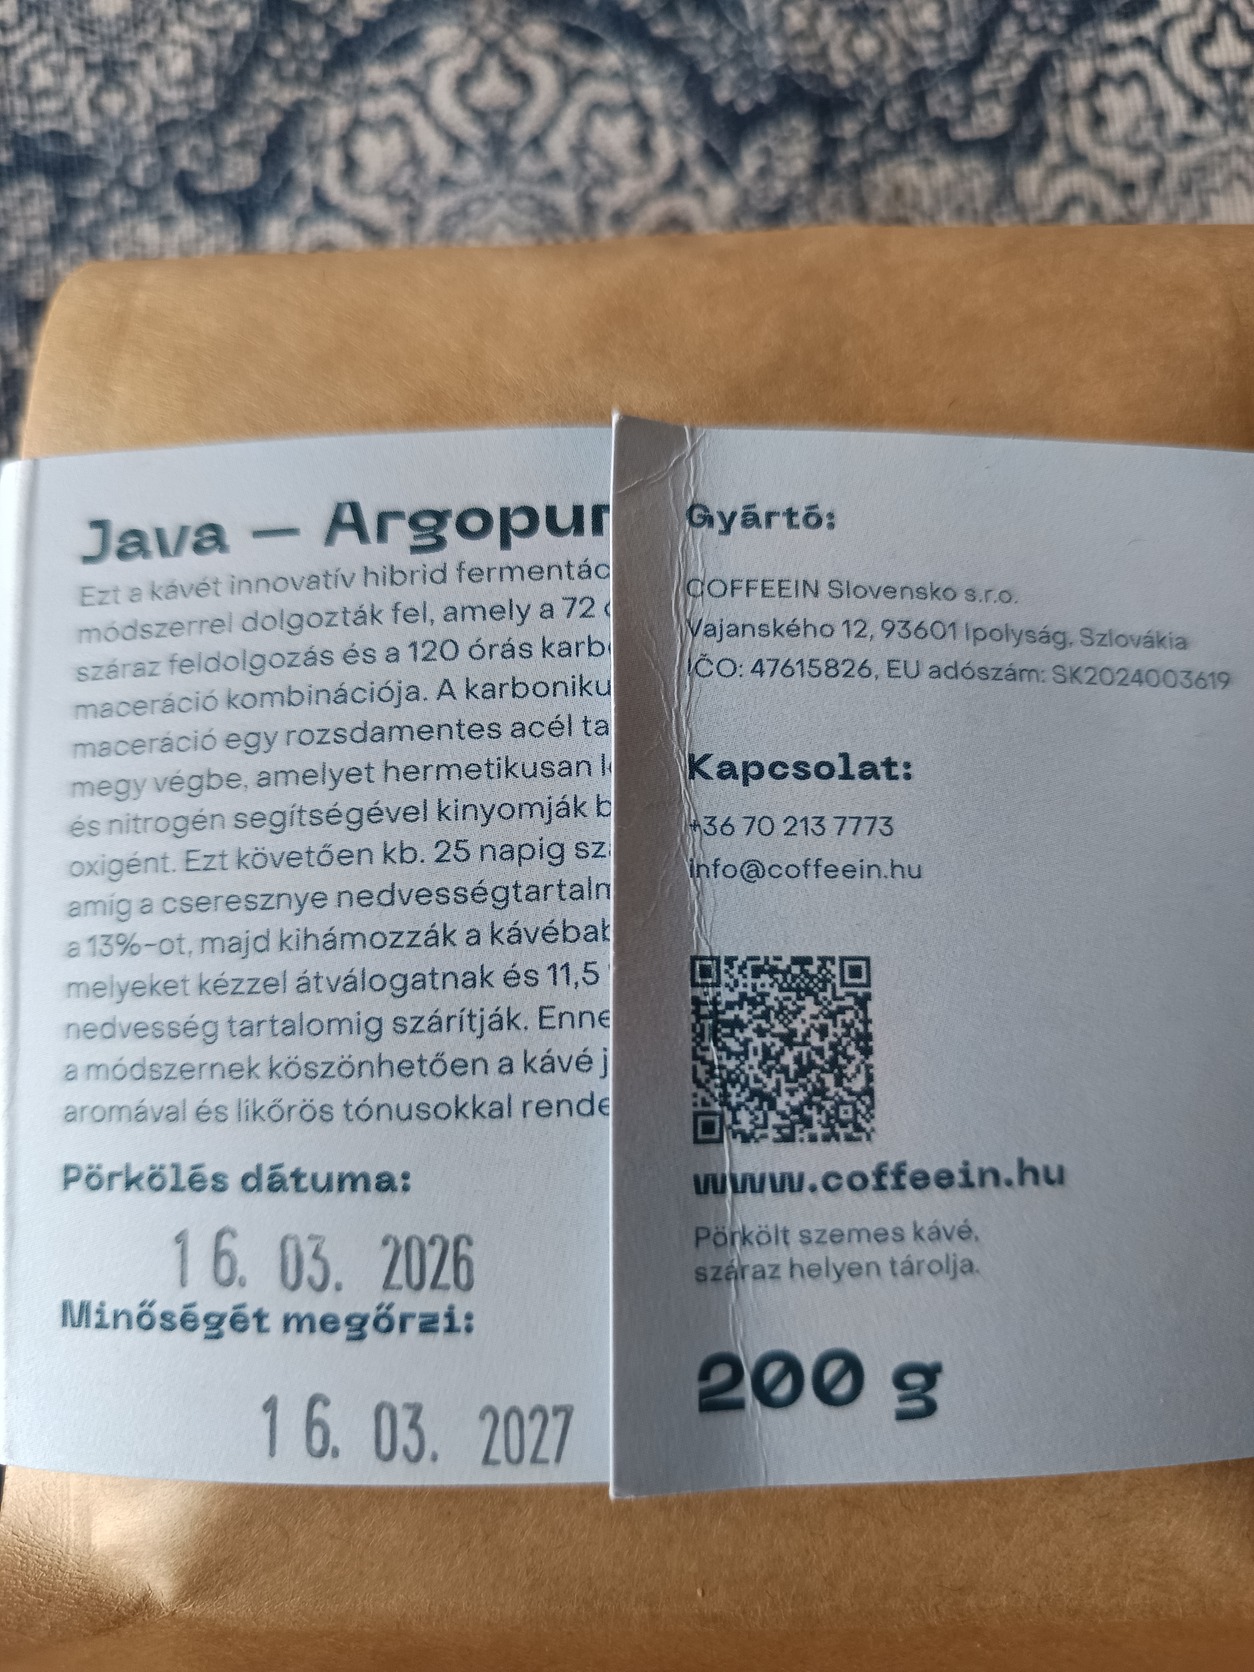 Java – Argopur
Ezt a kávét innovatív hibrid fermentác
módszerrel dolgozták fel, amely a 72
száraz feldolgozás és a 120 órás karb
maceráció kombinációja. A karboniku
maceráció egy rozsdamentes acél ta
megy végbe, amelyet hermetikusan l
és nitrogén segítségével kinyomják b
oxigént. Ezt követően kb. 25 napig sz
amíg a cseresznye nedvességtartalm
a 13%-ot, majd kihámozzák a kávébab
melyeket kézzel átválogatnak és 11,5
nedvesség tartalomig szárítják. Enne
a módszernek köszönhetően a kávé j
aromával és likőrös tónusokkal rende
Pörkölés dátuma:
16. 03. 2026
Minőségét megőrzi:
16. 03. 2027
Gyártó:
COFFEEIN Slovensko s.r.o.
Vajanského 12, 93601 Ipolyság, Szlovákia
IČO: 47615826, EU adószám: SK2024003619
Kapcsolat:
+36 70 213 7773
info@coffeein.hu
www.coffeein.hu
Pörkölt szemes kávé,
száraz helyen tárolja.
200 g